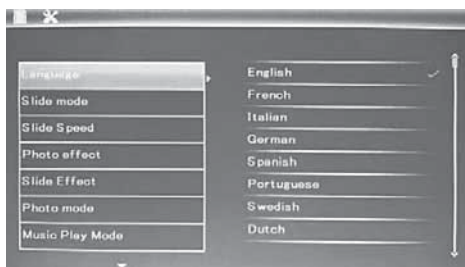 Language
Slide mode
Slide Speed
Photo effect
Slide Effect
Photo mode
Music Play Mode
English
French
Italian
German
Spanish
Portuguese
Swedish
Dutch